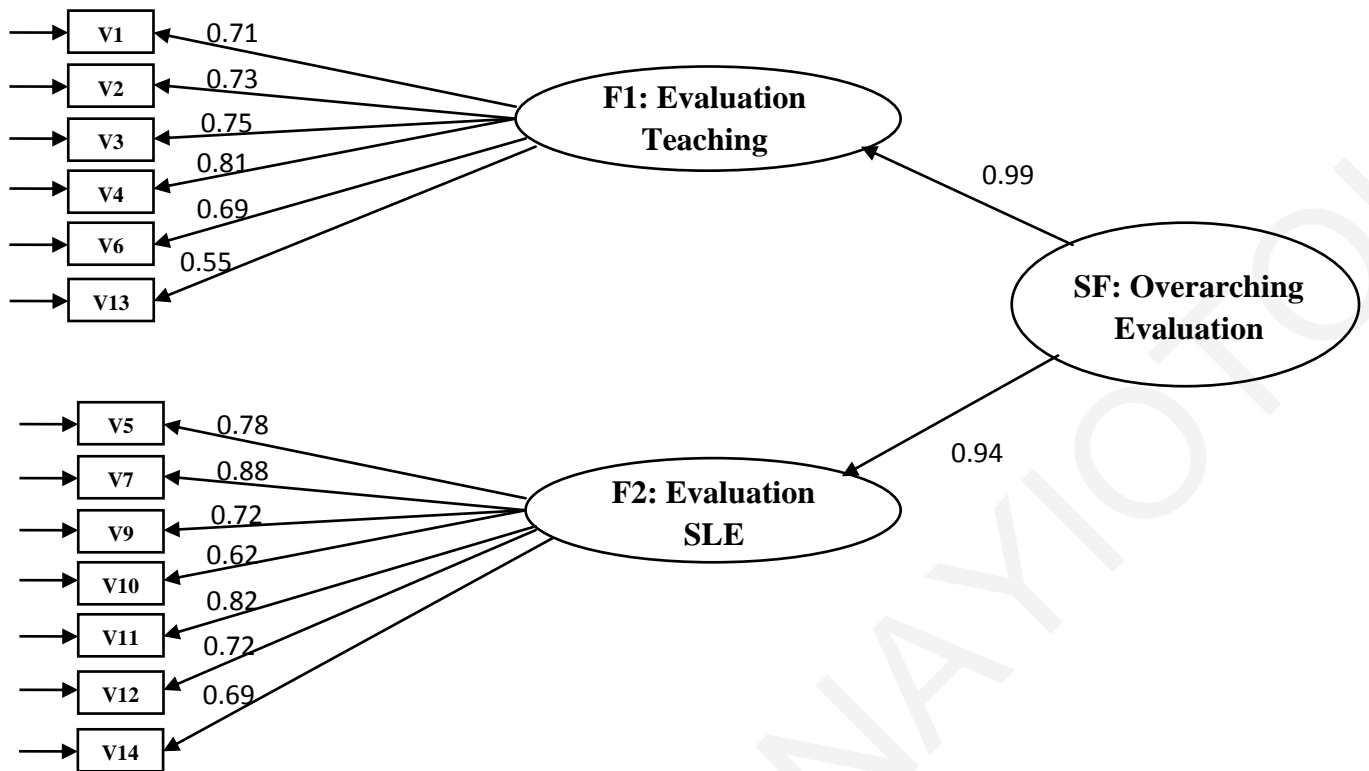 V1
0.71
V2
0.73
V3
0.75
V4
0.81
V6
0.69
V13
0.55
F1: Evaluation
Teaching
0.99
SF: Overarching
Evaluation
0.94
V5
0.78
V7
0.88
V9
0.72
V10
0.62
V11
0.82
V12
0.72
V14
0.69
F2: Evaluation
SLE